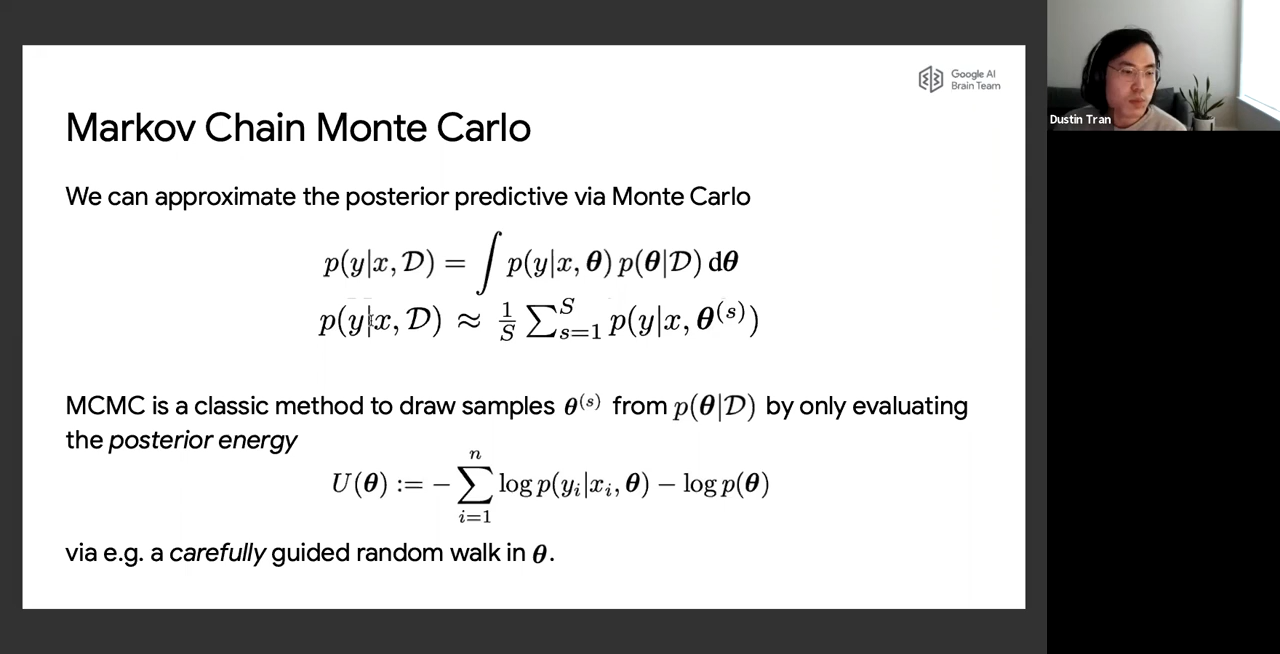 Google AI
Brain Team
Markov Chain Monte Carlo
We can approximate the posterior predictive via Monte Carlo
p(y|x, 𝒟) = ∫ p(y|x, θ) p(θ|𝒟) dθ
p(y|x, 𝒟) ≈ 1/S ∑_{s=1}^{S} p(y|x, θ^{(s)})
MCMC is a classic method to draw samples θ^{(s)} from p(θ|𝒟) by only evaluating
the posterior energy
U(θ) := − ∑_{i=1}^{n} log p(y_i|x_i, θ) − log p(θ)
via e.g. a carefully guided random walk in θ.
Dustin Tran